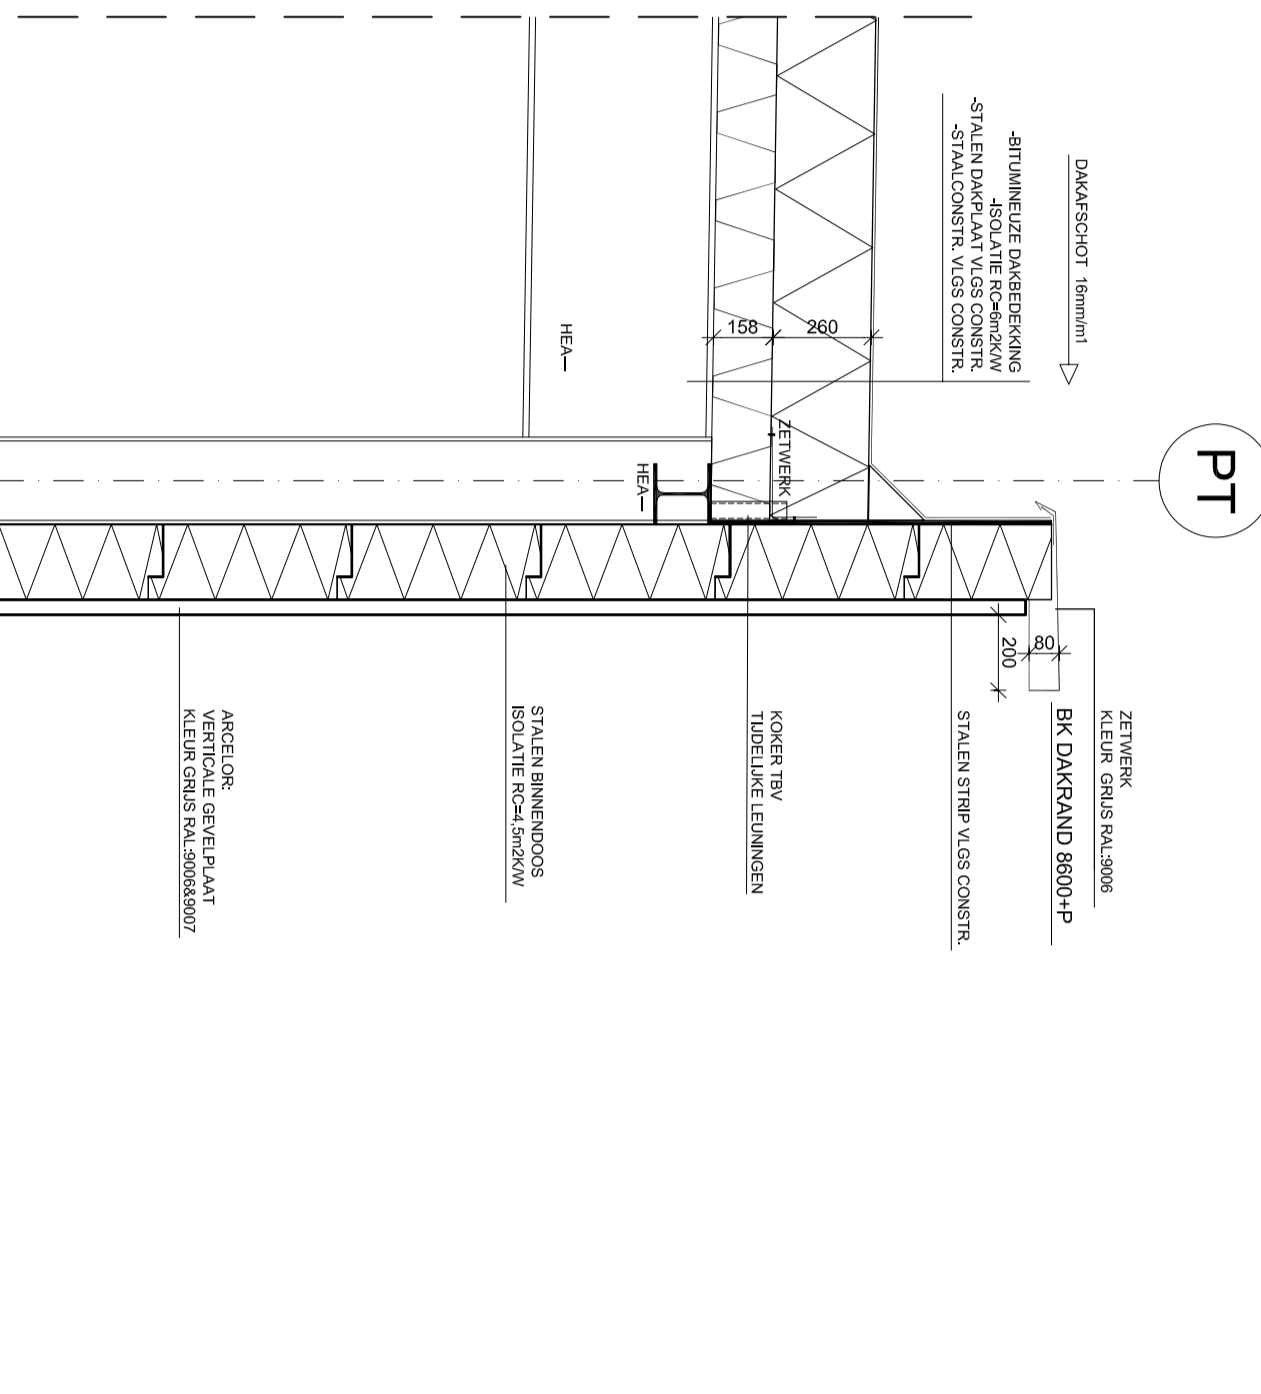 PT
DAKAFSCHOT 16mm/m1
-BITUMINEUZE DAKBEDEKKING
-ISOLATIE RC=6m2K/W
-STALEN DAKPLAAT VLGS CONSTR.
-STAALCONSTR. VLGS CONSTR.
260
158
ZETWERK
HEA
HEA
80
200
ZETWERK
KLEUR GRIJS RAL:9006
BK DAKRAND 8600+P
STALEN STRIP VLGS CONSTR.
KOKER TBV
TIJDELIJKE LEUNINGEN
STALEN BINNENDOOS
ISOLATIE RC=4,5m2K/W
ARCELOR:
VERTICALE GEVELPLAAT
KLEUR GRIJS RAL:9006&9007